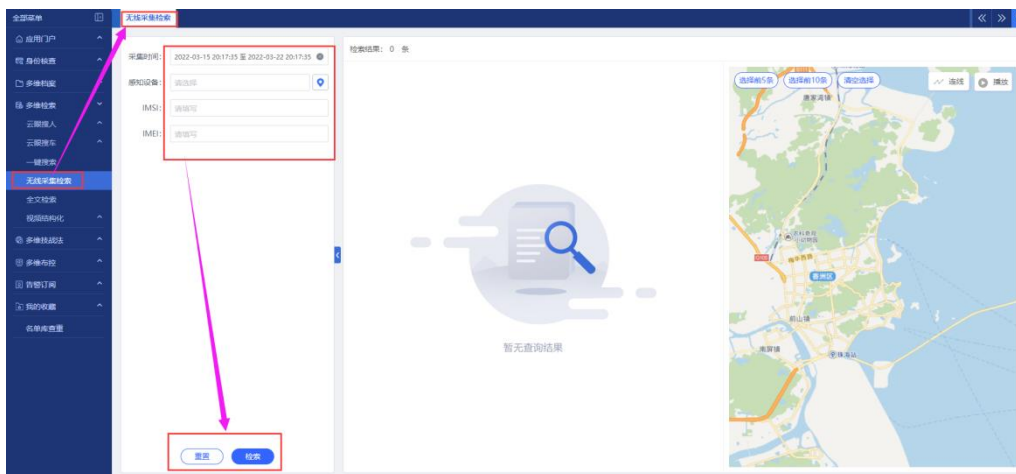 全部菜单
应用门户
身份核查
多维档案
多维检索
云眼搜人
云眼搜车
一键搜索
无线采集检索
全文检索
视频结构化
多维技战法
多维布控
告警订阅
我的收藏
名单库查重
无线采集检索
采集时间: 2022-03-15 20:17:35 至 2022-03-22 20:17:35
感知设备: 请选择
IMSI: 请填写
IMEI: 请填写
重置 检索
检索结果: 0 条
暂无查询结果
选择前5条 选择前10条 清空选择 连线 播放
唐家湾镇
梅华西路
香洲区
前山镇
南屏镇
珠海站